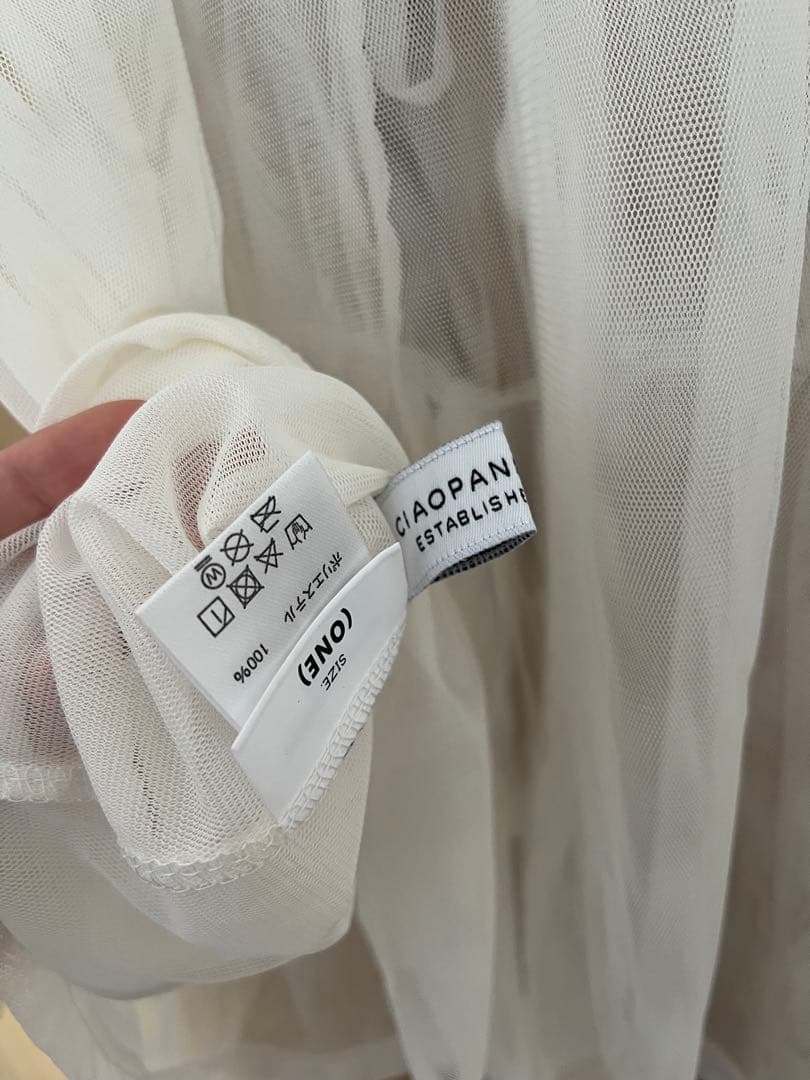 CIAOPAN
ESTABLISHE
ポリエステル
100%
W
SIZE.
(ONE)